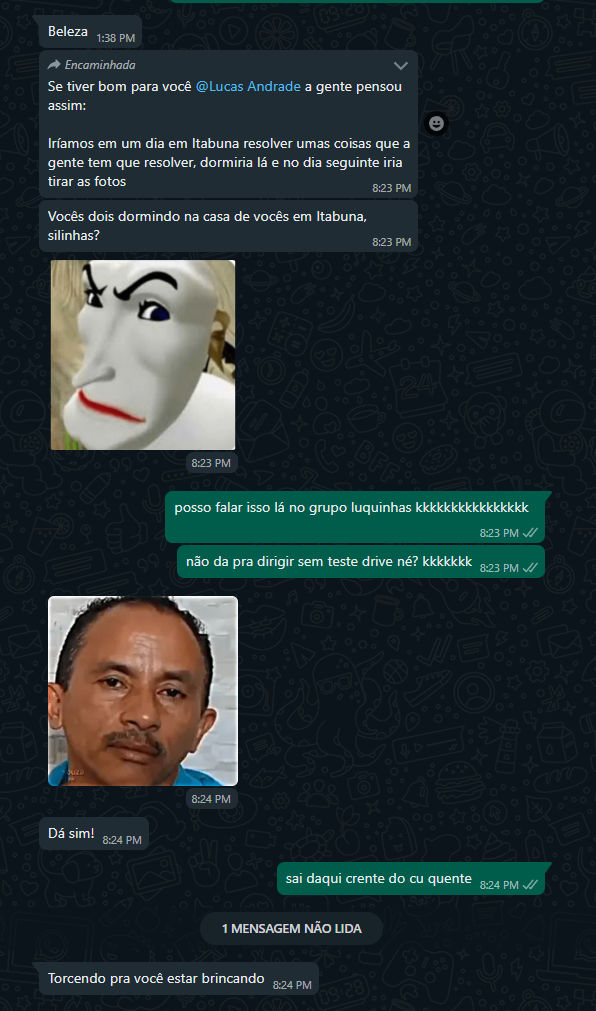 Beleza 1:38 PM
Encaminhada
Se tiver bom para você @Lucas Andrade a gente pensou
assim:
Iríamos em um dia em Itabuna resolver umas coisas que a
gente tem que resolver, dormiria lá e no dia seguinte iria
tirar as fotos
8:23 PM
Vocês dois dormindo na casa de vocês em Itabuna,
silinhas?
8:23 PM
8:23 PM
posso falar isso lá no grupo luquinhas kkkkkkkkkkkkkkkk
8:23 PM
não da pra dirigir sem teste drive né? kkkkkkk 8:23 PM
8:24 PM
Dá sim! 8:24 PM
sai daqui crente do cu quente 8:24 PM
1 MENSAGEM NÃO LIDA
Torcendo pra você estar brincando 8:24 PM